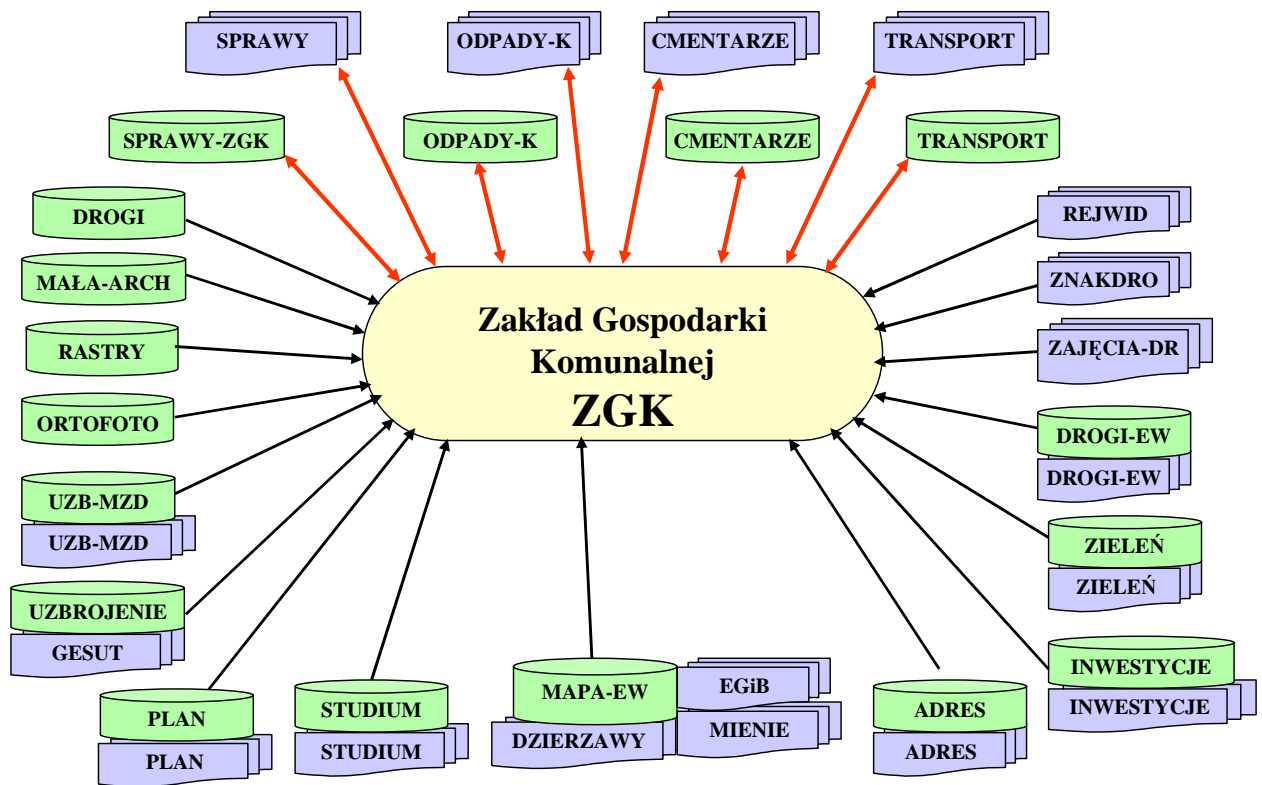 SPRAWY
ODPADY-K
CMENTARZE
TRANSPORT
SPRAWY-ZGK
ODPADY-K
CMENTARZE
TRANSPORT
DROGI
REJWID
MAŁA-ARCH
ZNAKDRO
Zakład Gospodarki
Komunalnej
ZGK
RASTRY
ZAJĘCIA-DR
ORTOFOTO
DROGI-EW
DROGI-EW
UZB-MZD
UZB-MZD
ZIELEŃ
ZIELEŃ
UZBROJENIE
GESUT
INWESTYCJE
INWESTYCJE
PLAN
PLAN
STUDIUM
STUDIUM
MAPA-EW
DZIERZAWY
EGiB
MIENIE
ADRES
ADRES